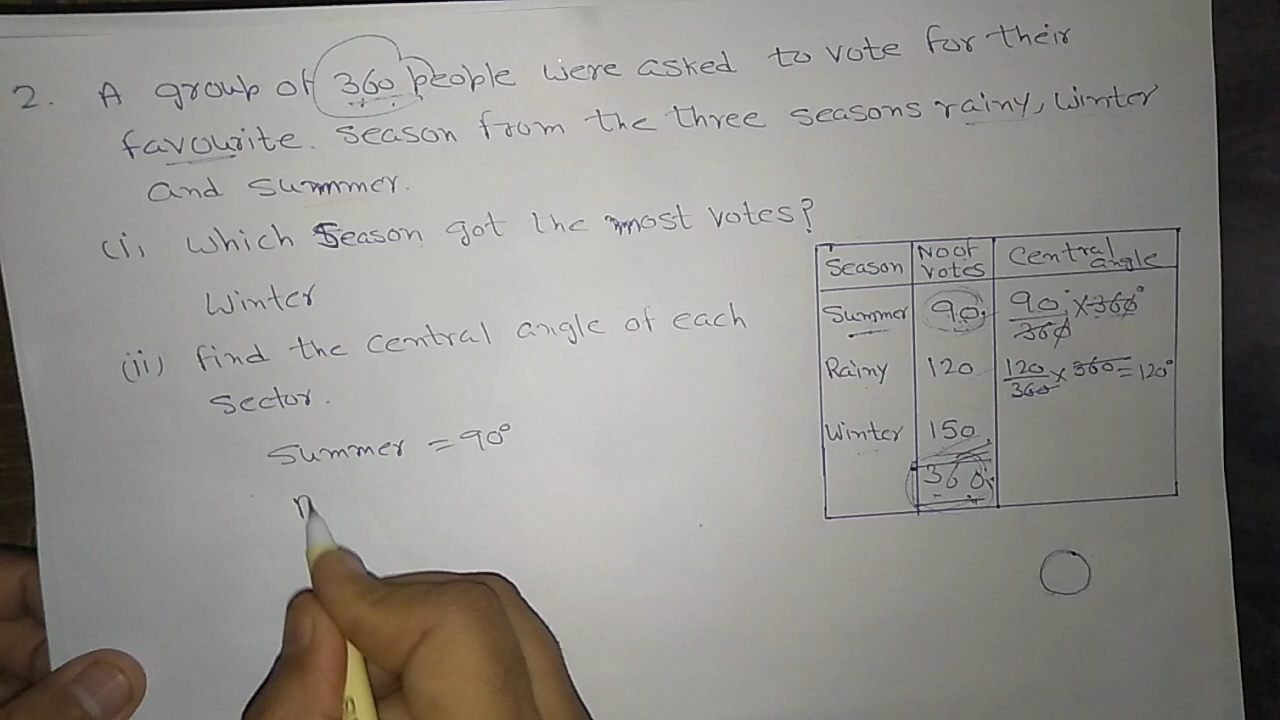 2. A group of 360 people were asked to vote for their
favourite. season from the three seasons rainy, winter
and summer.
(i) Which Season got the most votes?
Winter
(ii) find the central angle of each
sector.
Summer = 90°
Season No of votes Central angle
Summer 90 90/360 × 360°
Rainy 120 120/360 × 360 = 120°
Winter 150
360